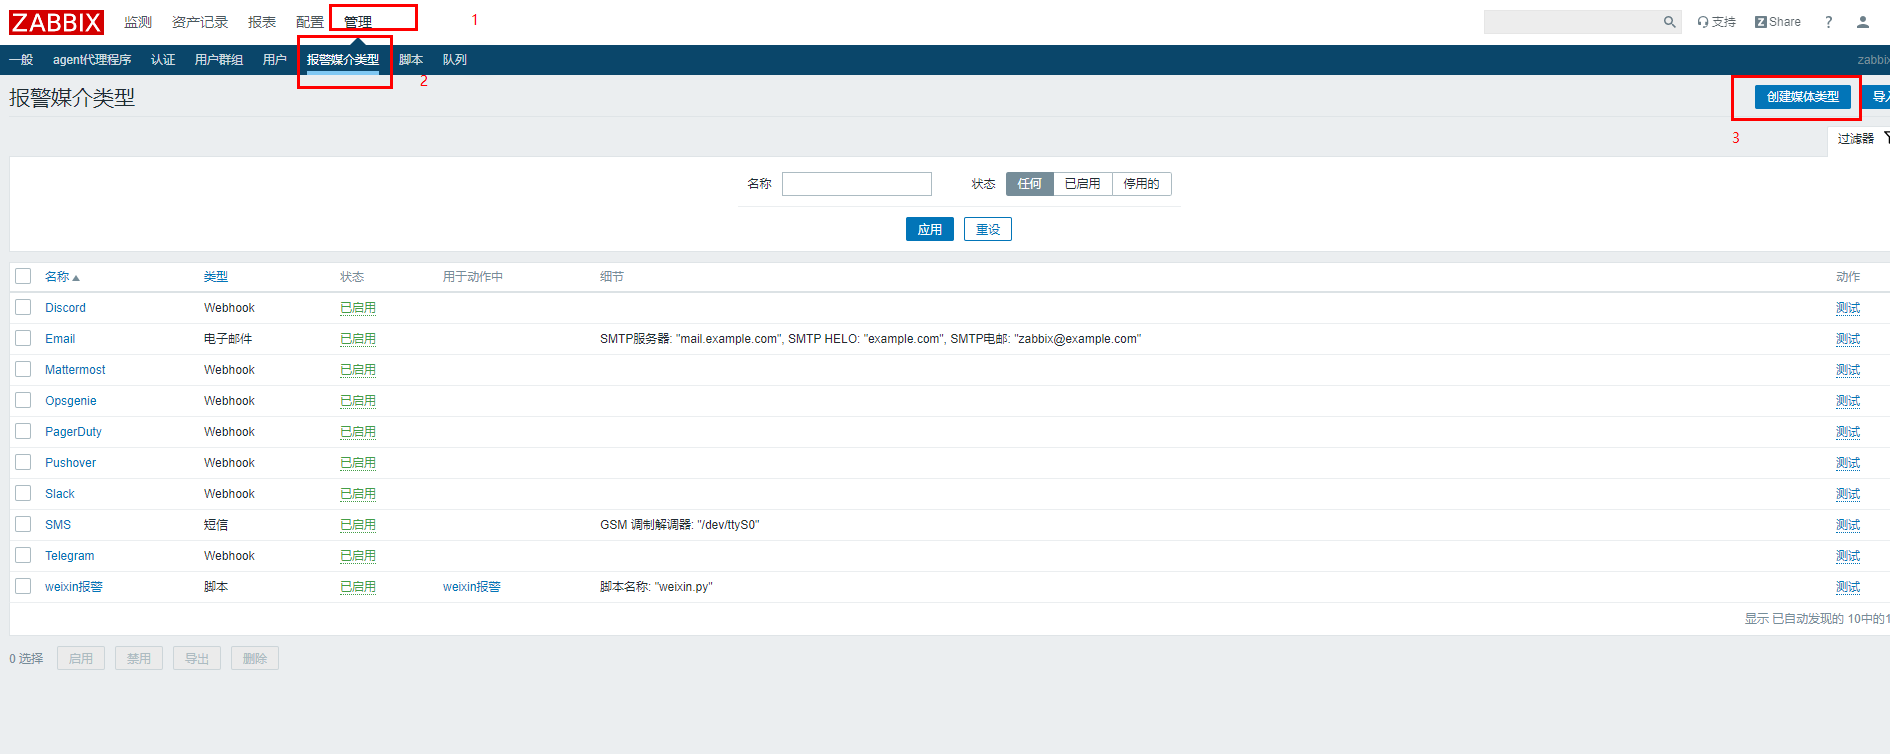 ZABBIX 监测 资产记录 报表 配置 管理 1 支持 Z Share ?
一般 agent代理程序 认证 用户群组 用户 报警媒介类型 脚本 队列 zabbix
2
报警媒介类型 创建媒体类型 导入
3 过滤器
名称 状态 任何 已启用 停用的
应用 重设
名称 类型 状态 用于动作中 细节 动作
Discord Webhook 已启用 测试
Email 电子邮件 已启用 SMTP服务器: "mail.example.com", SMTP HELO: "example.com", SMTP电邮: "zabbix@example.com" 测试
Mattermost Webhook 已启用 测试
Opsgenie Webhook 已启用 测试
PagerDuty Webhook 已启用 测试
Pushover Webhook 已启用 测试
Slack Webhook 已启用 测试
SMS 短信 已启用 GSM 调制解调器: "/dev/ttyS0" 测试
Telegram Webhook 已启用 测试
weixin报警 脚本 已启用 weixin报警 脚本名称: "weixin.py" 测试
显示 已自动发现的 10中的1
0 选择 启用 禁用 导出 删除